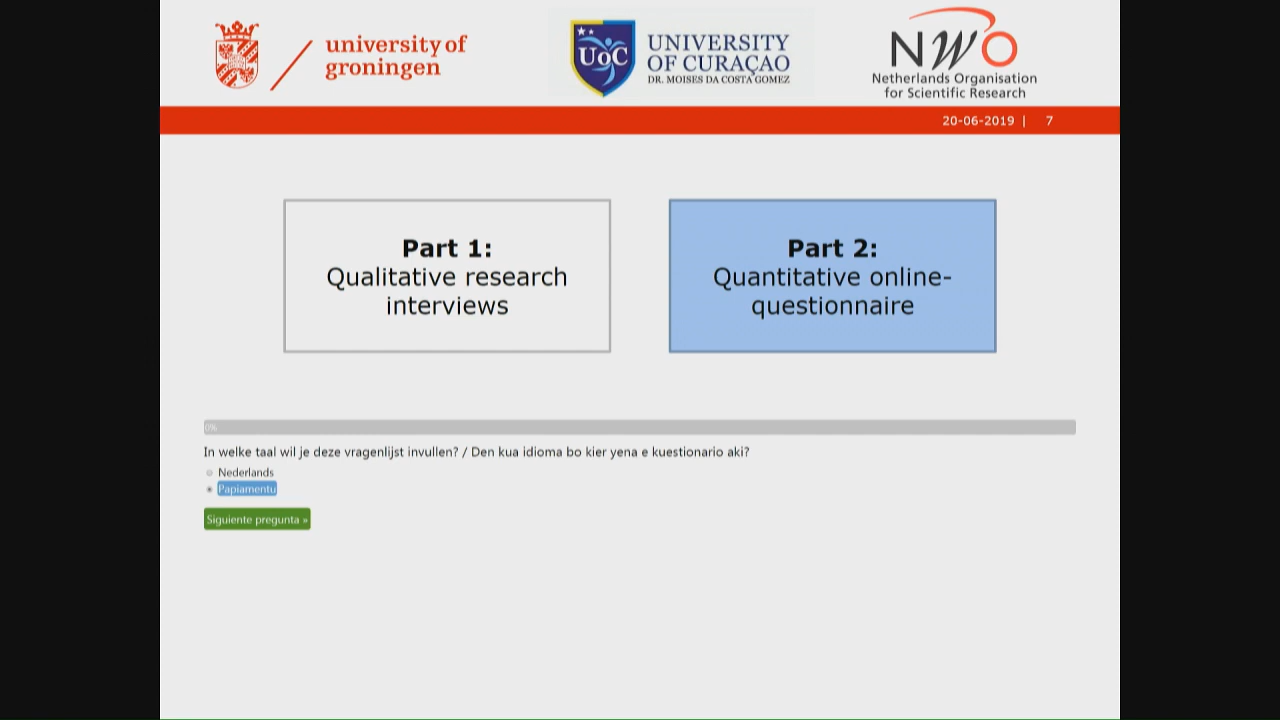 university of
groningen
UoC
UNIVERSITY
OF CURAÇAO
DR. MOISES DA COSTA GOMEZ
NWO
Netherlands Organisation
for Scientific Research
20-06-2019 | 7
Part 1:
Qualitative research
interviews
Part 2:
Quantitative online-
questionnaire
0%
In welke taal wil je deze vragenlijst invullen? / Den kua idioma bo kier yena e kuestionario aki?
Nederlands
Papiamentu
Siguiente pregunta »